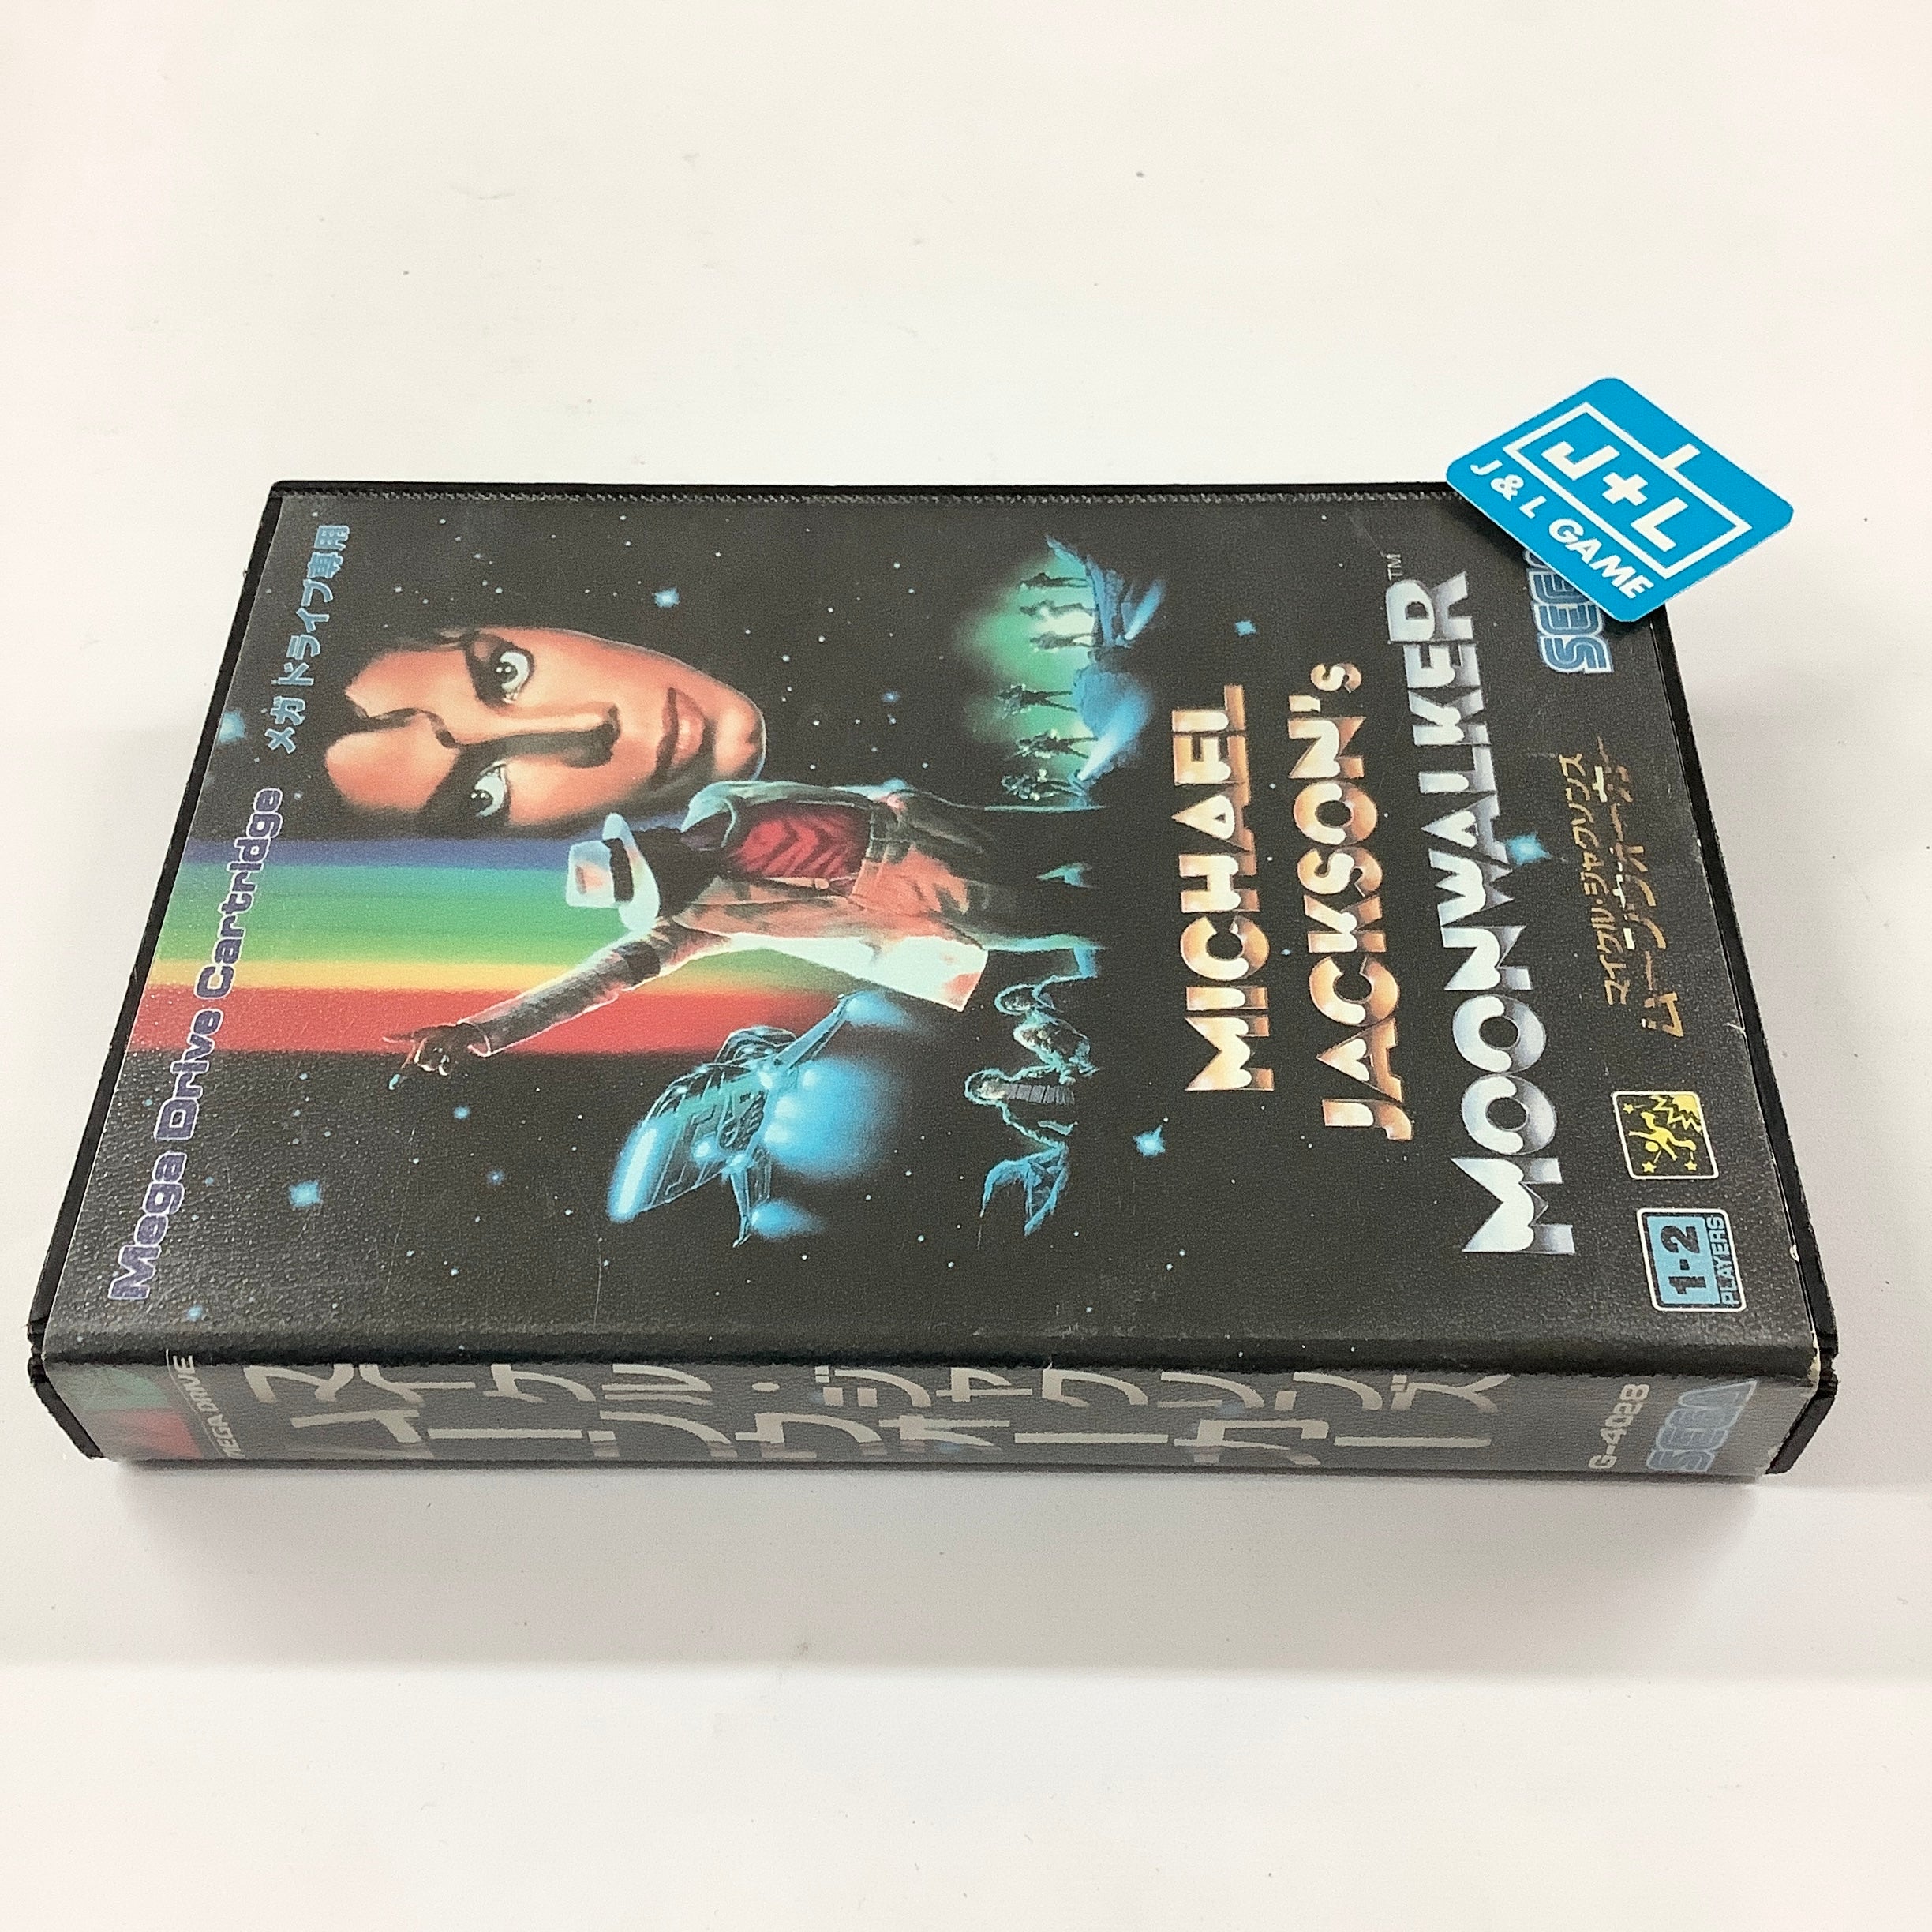 Mega Drive Cartridge
メガドライブ専用
MICHAEL
JACKSON's
MOONWALKER™
マイケル・ジャクソンズ
ムーンウォーカー
1-2
PLAYERS
J+L
J & L GAME
MEGA DRIVE
マイケル・ジャクソンズ
ムーンウォーカー
G-4028
SEGA